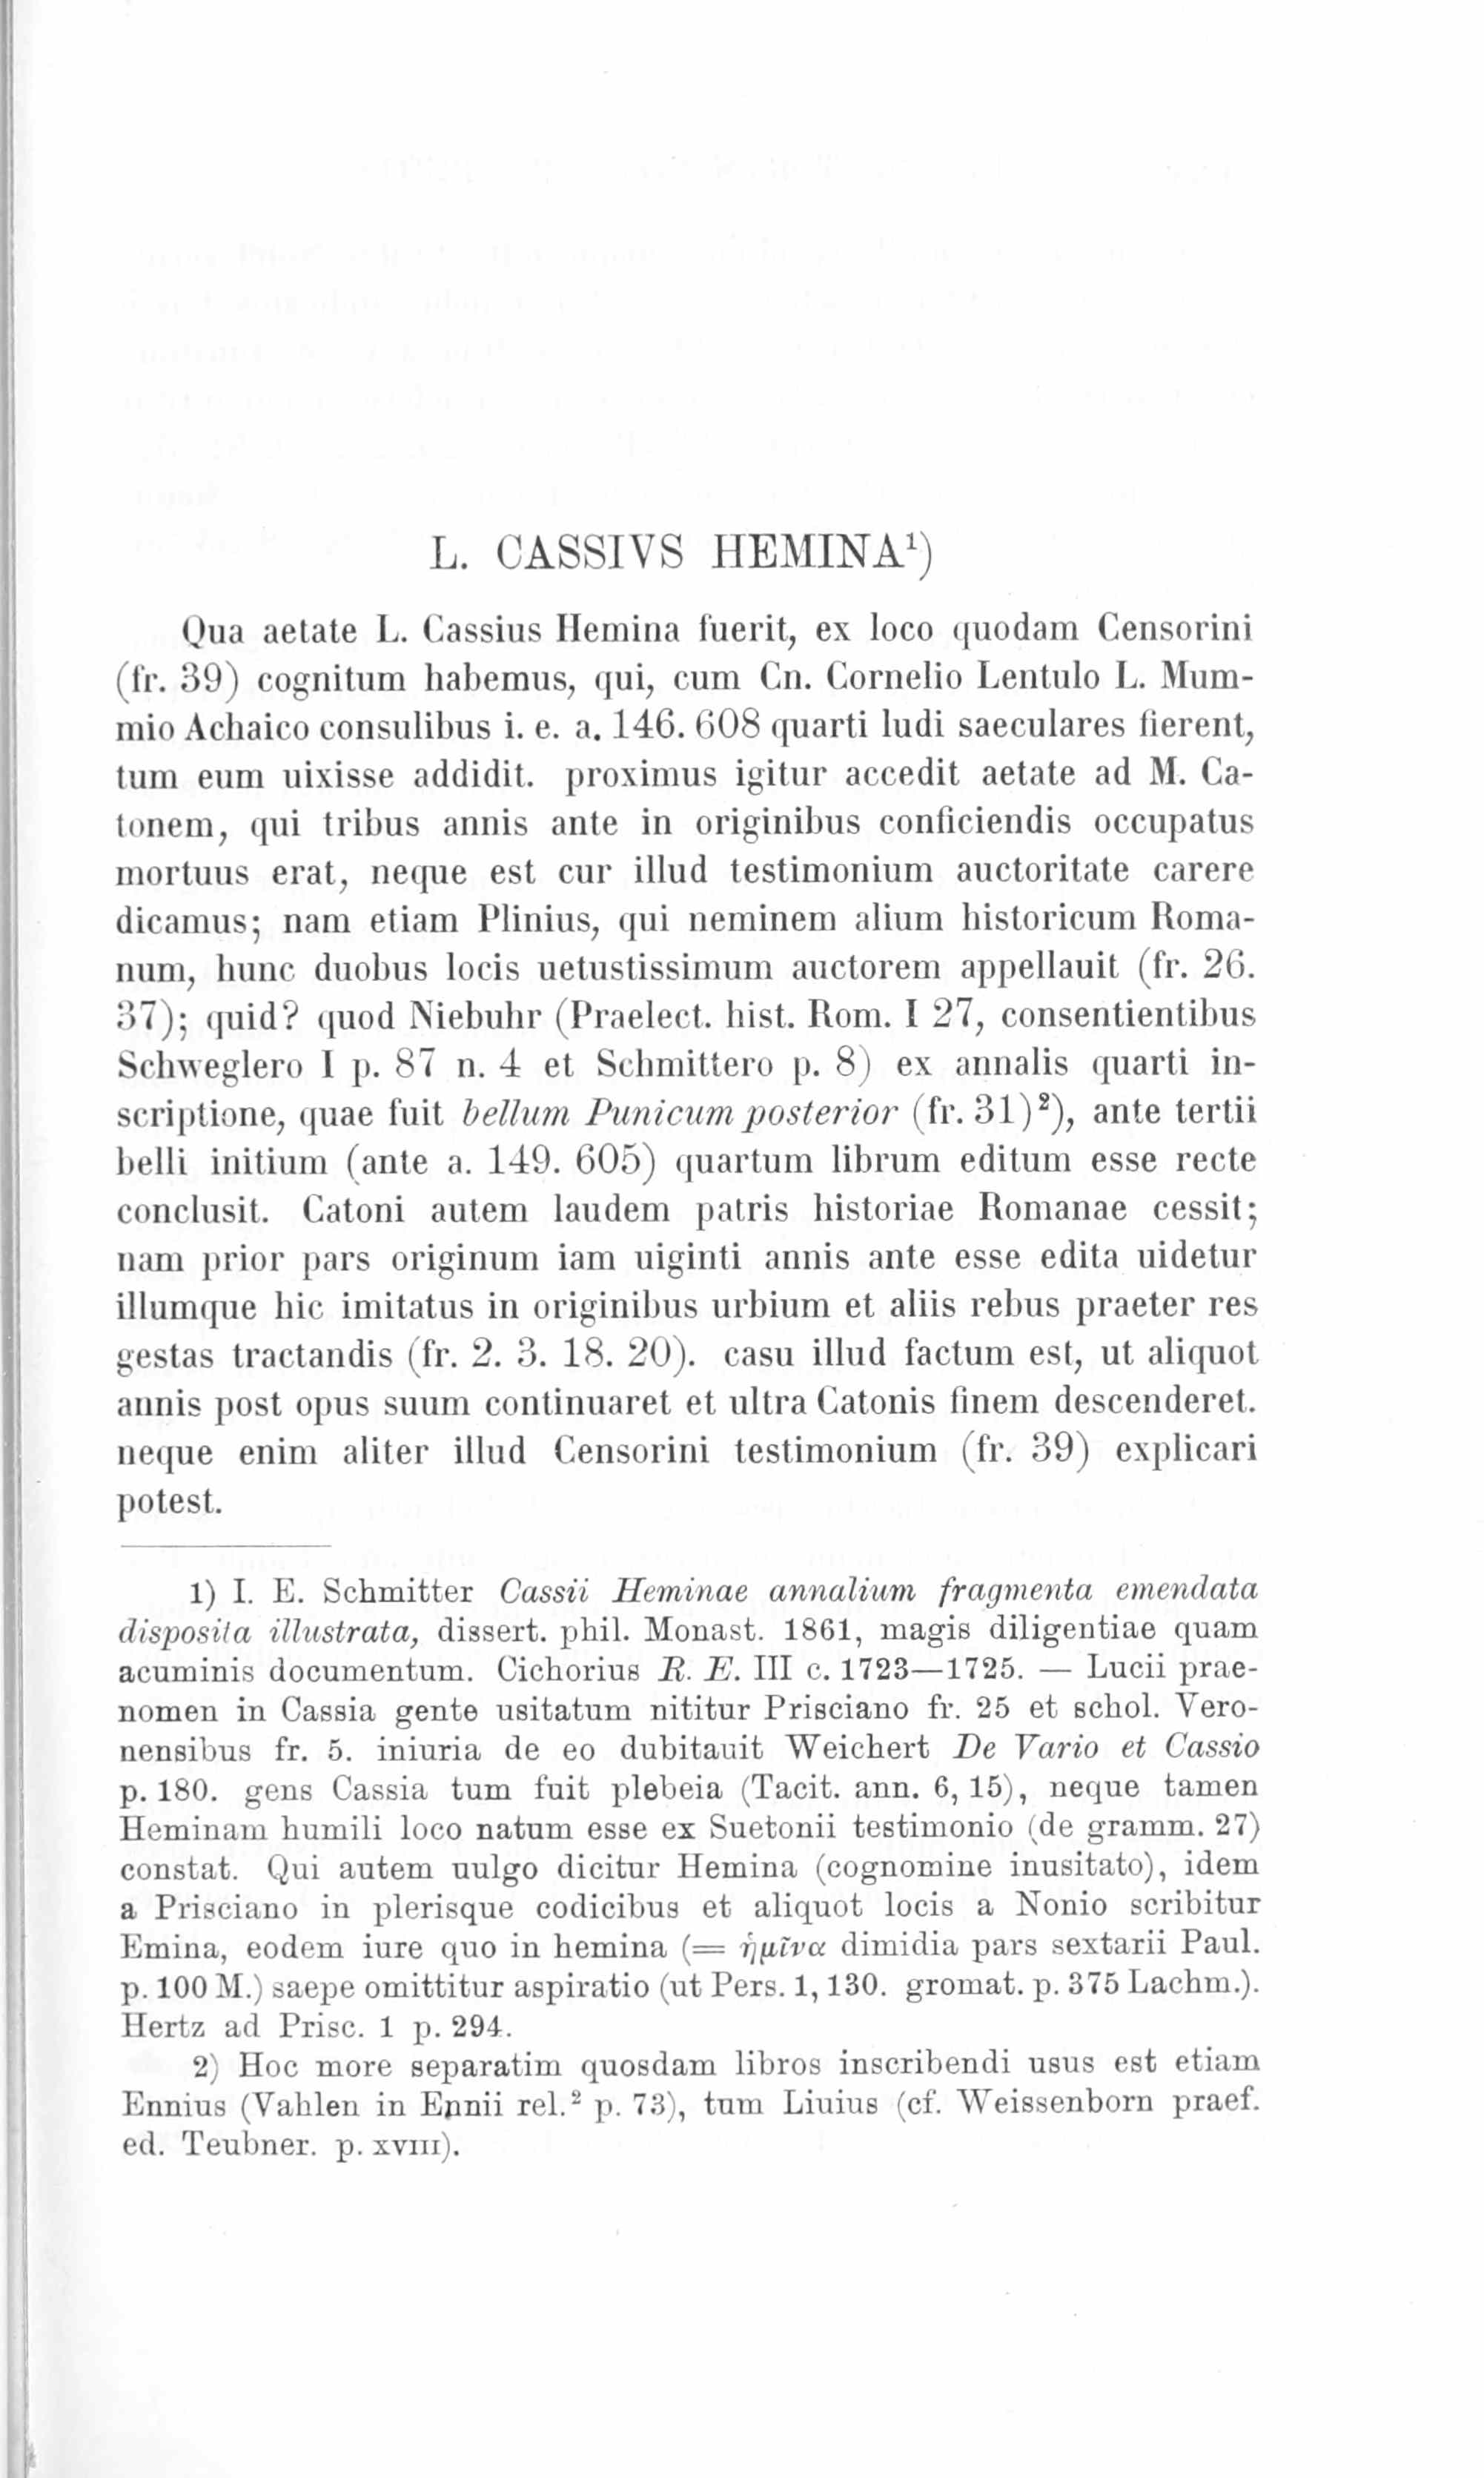 L. CASSIVS HEMINA¹)
Qua aetate L. Cassius Hemina fuerit, ex loco quodam Censorini
(fr. 39) cognitum habemus, qui, cum Cn. Cornelio Lentulo L. Mum-
mio Achaico consulibus i. e. a. 146. 608 quarti ludi saeculares fierent,
tum eum uixisse addidit. proximus igitur accedit aetate ad M. Ca-
tonem, qui tribus annis ante in originibus conficiendis occupatus
mortuus erat, neque est cur illud testimonium auctoritate carere
dicamus; nam etiam Plinius, qui neminem alium historicum Roma-
num, hunc duobus locis uetustissimum auctorem appellauit (fr. 26.
37); quid? quod Niebuhr (Praelect. hist. Rom. I 27, consentientibus
Schweglero I p. 87 n. 4 et Schmittero p. 8) ex annalis quarti in-
scriptione, quae fuit bellum Punicum posterior (fr. 31)²), ante tertii
belli initium (ante a. 149. 605) quartum librum editum esse recte
conclusit. Catoni autem laudem patris historiae Romanae cessit;
nam prior pars originum iam uiginti annis ante esse edita uidetur
illumque hic imitatus in originibus urbium et aliis rebus praeter res
gestas tractandis (fr. 2. 3. 18. 20). casu illud factum est, ut aliquot
annis post opus suum continuaret et ultra Catonis finem descenderet.
neque enim aliter illud Censorini testimonium (fr. 39) explicari
potest.
1) I. E. Schmitter Cassii Heminae annalium fragmenta emendata
disposita illustrata, dissert. phil. Monast. 1861, magis diligentiae quam
acuminis documentum. Cichorius R. E. III c. 1723—1725. — Lucii prae-
nomen in Cassia gente usitatum nititur Prisciano fr. 25 et schol. Vero-
nensibus fr. 5. iniuria de eo dubitauit Weichert De Vario et Cassio
p. 180. gens Cassia tum fuit plebeia (Tacit. ann. 6, 15), neque tamen
Heminam humili loco natum esse ex Suetonii testimonio (de gramm. 27)
constat. Qui autem uulgo dicitur Hemina (cognomine inusitato), idem
a Prisciano in plerisque codicibus et aliquot locis a Nonio scribitur
Emina, eodem iure quo in hemina (= ἡμῖνα dimidia pars sextarii Paul.
p. 100 M.) saepe omittitur aspiratio (ut Pers. 1, 130. gromat. p. 375 Lachm.).
Hertz ad Prisc. 1 p. 294.
2) Hoc more separatim quosdam libros inscribendi usus est etiam
Ennius (Vahlen in Ennii rel.² p. 73), tum Liuius (cf. Weissenborn praef.
ed. Teubner. p. XVIII).